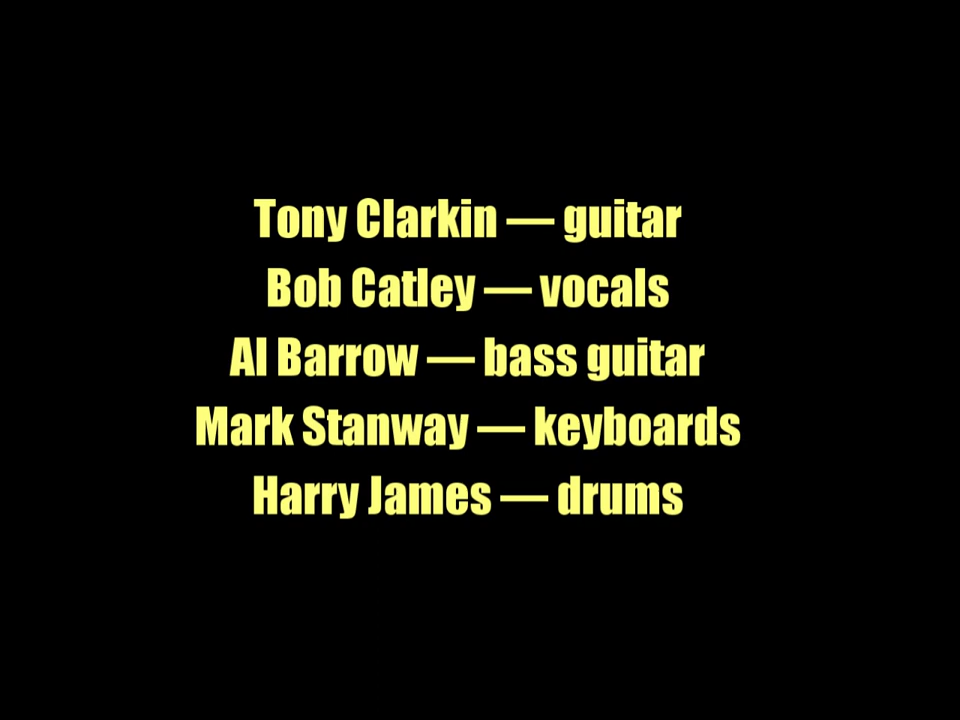 Tony Clarkin — guitar
Bob Catley — vocals
Al Barrow — bass guitar
Mark Stanway — keyboards
Harry James — drums